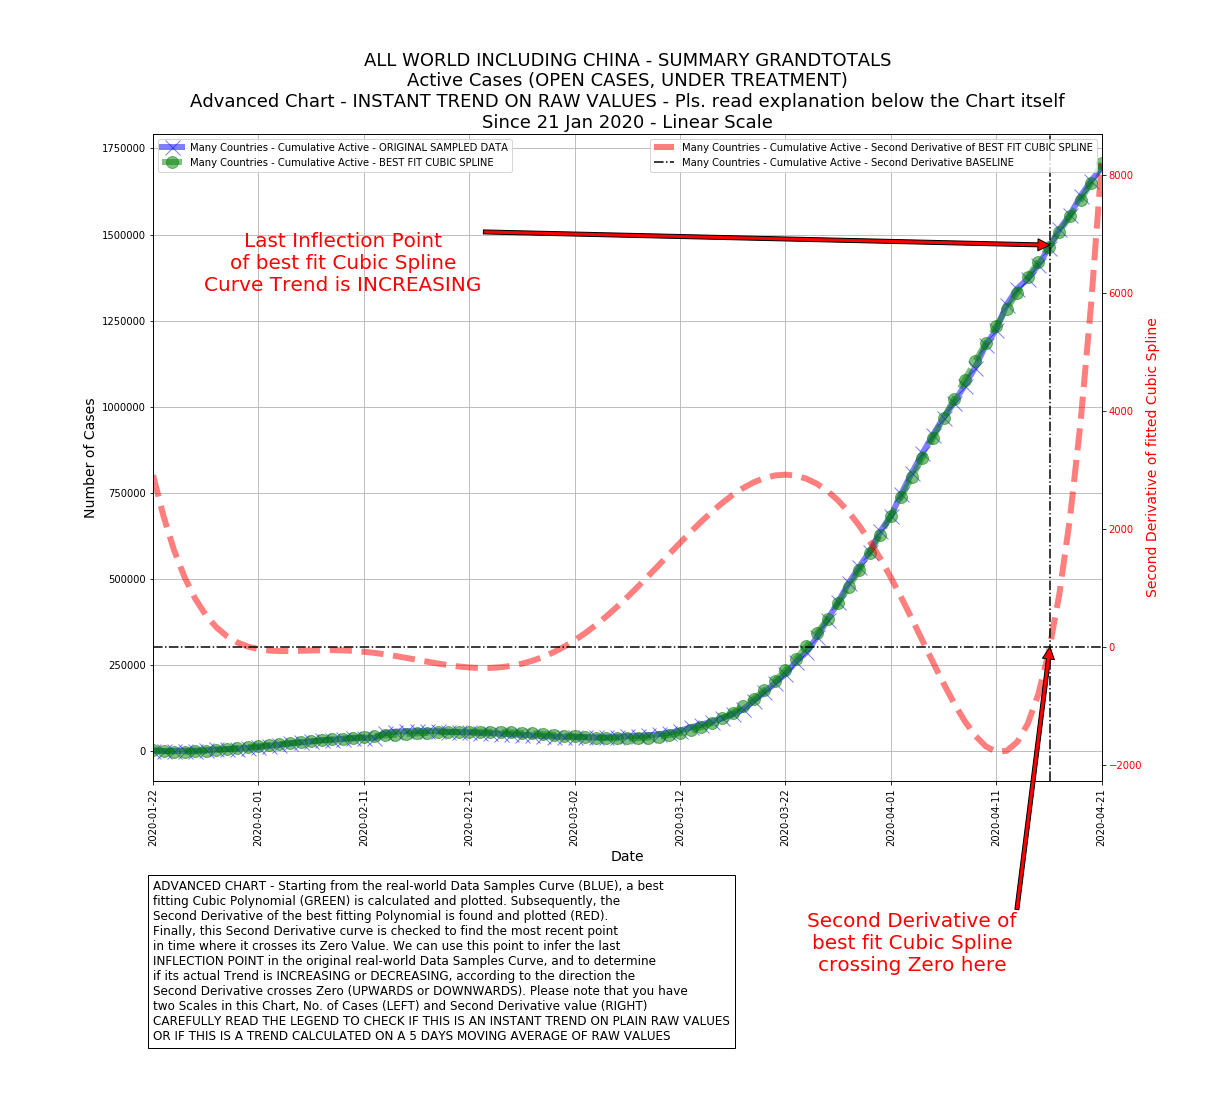 ALL WORLD INCLUDING CHINA - SUMMARY GRANDTOTALS
Active Cases (OPEN CASES, UNDER TREATMENT)
Advanced Chart - INSTANT TREND ON RAW VALUES - Pls. read explanation below the Chart itself
Since 21 Jan 2020 - Linear Scale
Many Countries - Cumulative Active - ORIGINAL SAMPLED DATA
Many Countries - Cumulative Active - BEST FIT CUBIC SPLINE
Many Countries - Cumulative Active - Second Derivative of BEST FIT CUBIC SPLINE
Many Countries - Cumulative Active - Second Derivative BASELINE
Last Inflection Point
of best fit Cubic Spline
Curve Trend is INCREASING
Number of Cases
1750000
1500000
1250000
1000000
750000
500000
250000
0
8000
6000
4000
2000
0
−2000
Second Derivative of fitted Cubic Spline
2020-01-22
2020-02-01
2020-02-11
2020-02-21
2020-03-02
2020-03-12
2020-03-22
2020-04-01
2020-04-11
2020-04-21
Date
ADVANCED CHART - Starting from the real-world Data Samples Curve (BLUE), a best
fitting Cubic Polynomial (GREEN) is calculated and plotted. Subsequently, the
Second Derivative of the best fitting Polynomial is found and plotted (RED).
Finally, this Second Derivative curve is checked to find the most recent point
in time where it crosses its Zero Value. We can use this point to infer the last
INFLECTION POINT in the original real-world Data Samples Curve, and to determine
if its actual Trend is INCREASING or DECREASING, according to the direction the
Second Derivative crosses Zero (UPWARDS or DOWNWARDS). Please note that you have
two Scales in this Chart, No. of Cases (LEFT) and Second Derivative value (RIGHT)
CAREFULLY READ THE LEGEND TO CHECK IF THIS IS AN INSTANT TREND ON PLAIN RAW VALUES
OR IF THIS IS A TREND CALCULATED ON A 5 DAYS MOVING AVERAGE OF RAW VALUES
Second Derivative of
best fit Cubic Spline
crossing Zero here